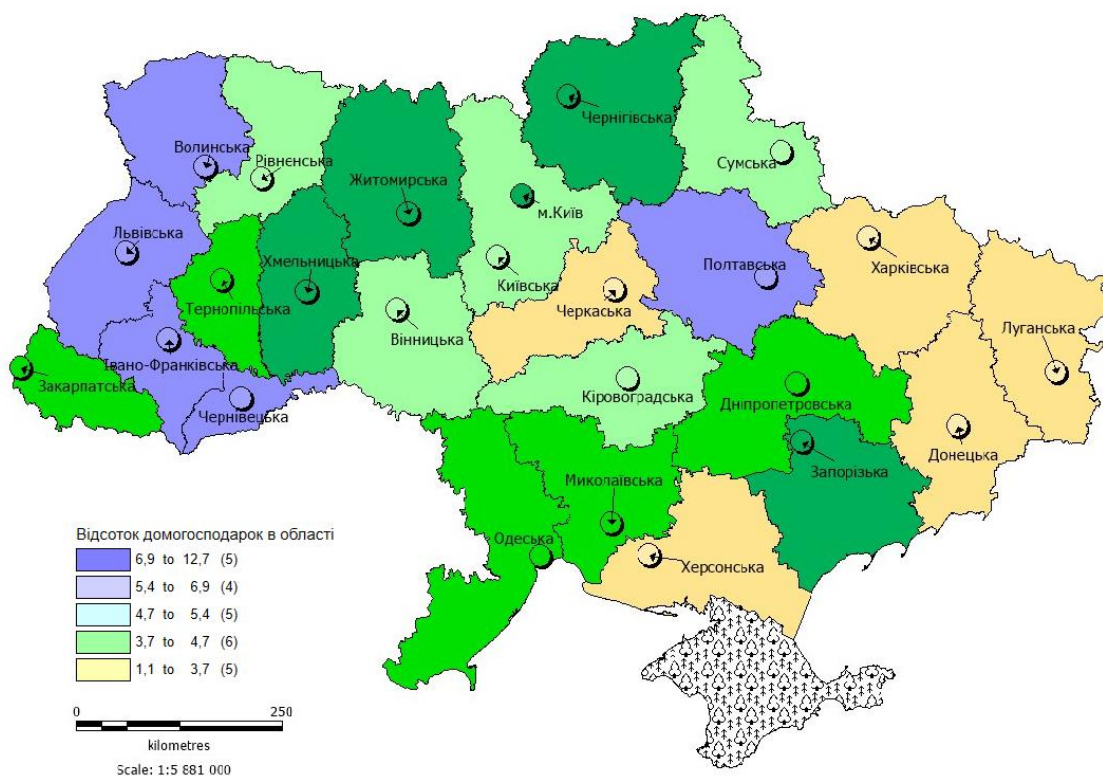 Чернігівська
Волинська
Рівнєнська
Сумська
Житомирська
м.Київ
Львівська
Хмельницька
Київська
Полтавська
Харківська
Тернопільська
Черкаська
Вінницька
Луганська
Івано-Франківська
Закарпатська
Чернівецька
Кіровоградська
Дніпропетровська
Донецька
Запорізька
Миколаївська
Одеська
Херсонська
Відсоток домогосподарок в області
6,9 to 12,7 (5)
5,4 to 6,9 (4)
4,7 to 5,4 (5)
3,7 to 4,7 (6)
1,1 to 3,7 (5)
0 250
kilometres
Scale: 1:5 881 000